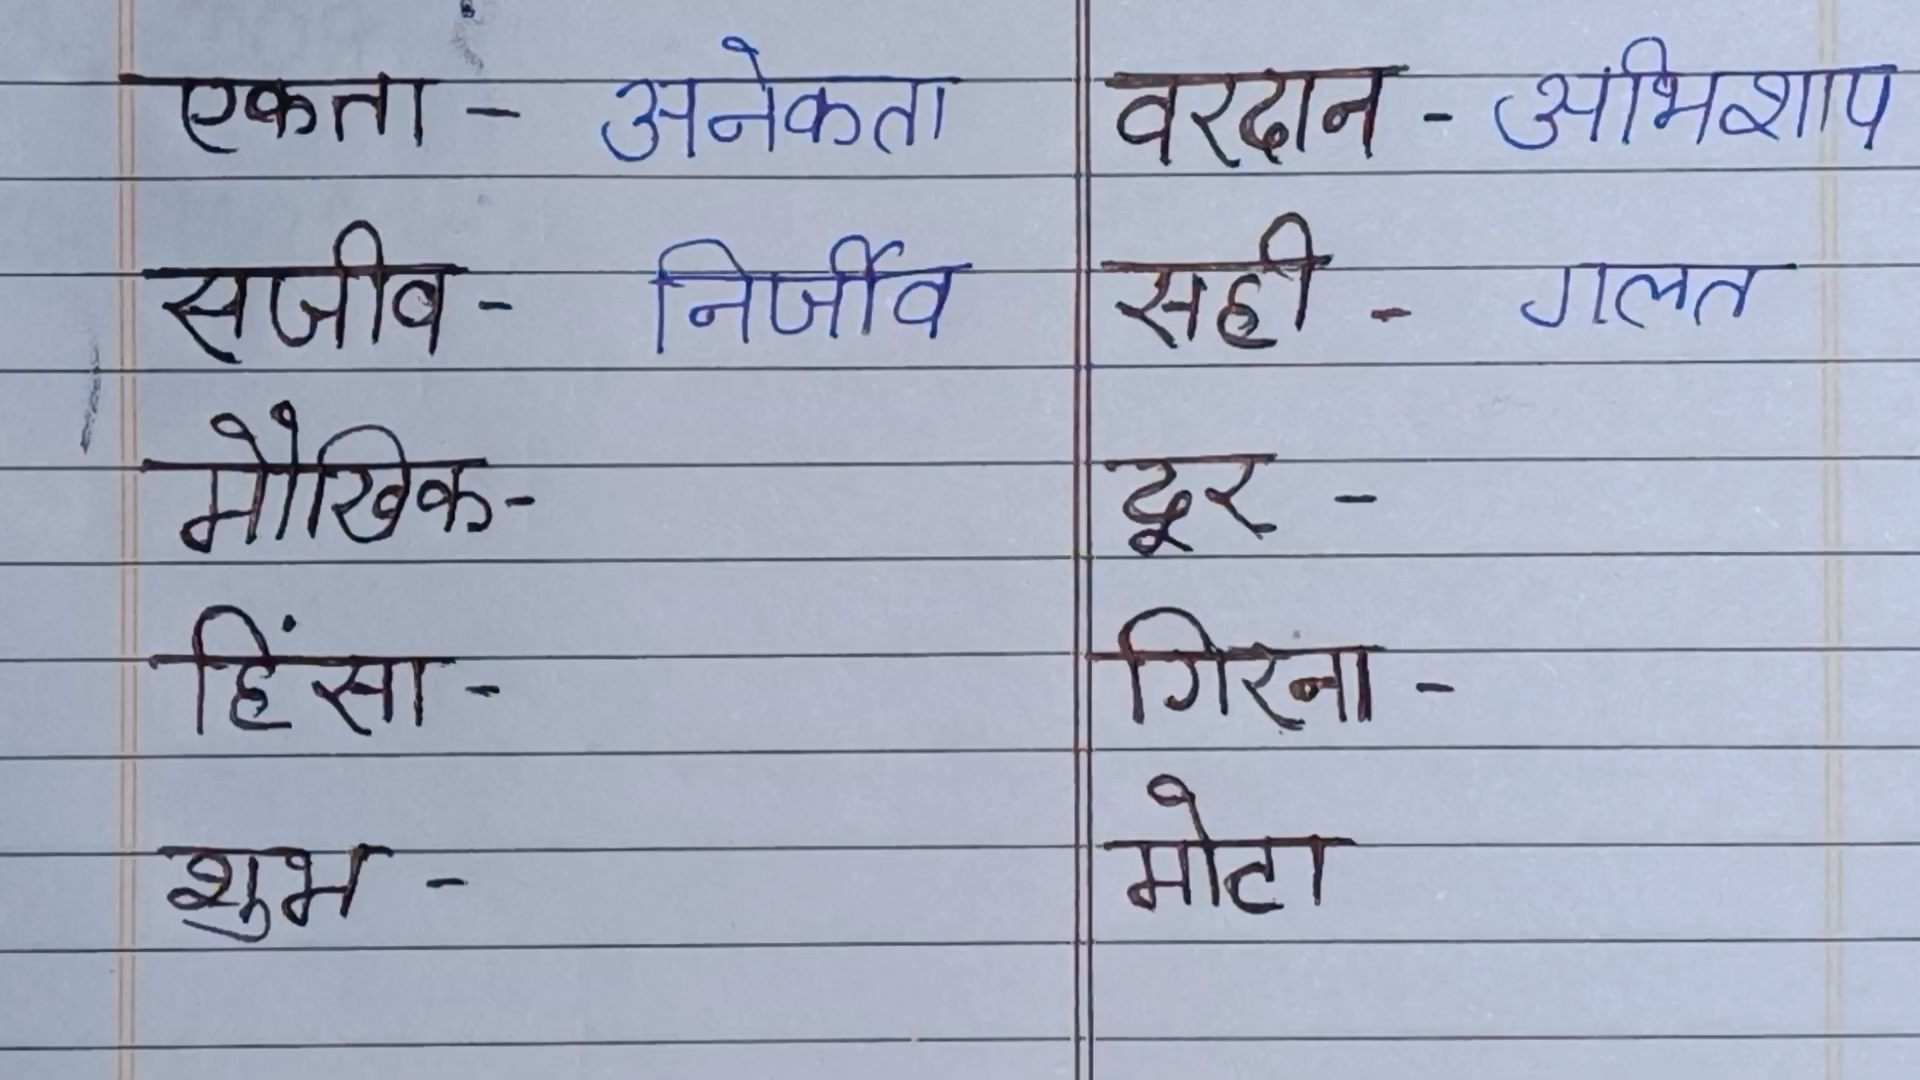 एकता - अनेकता वरदान - अभिशाप
सजीव - निर्जीव सही - गलत
मौखिक - दूर -
हिंसा - गिरना -
शुभ - मोटा